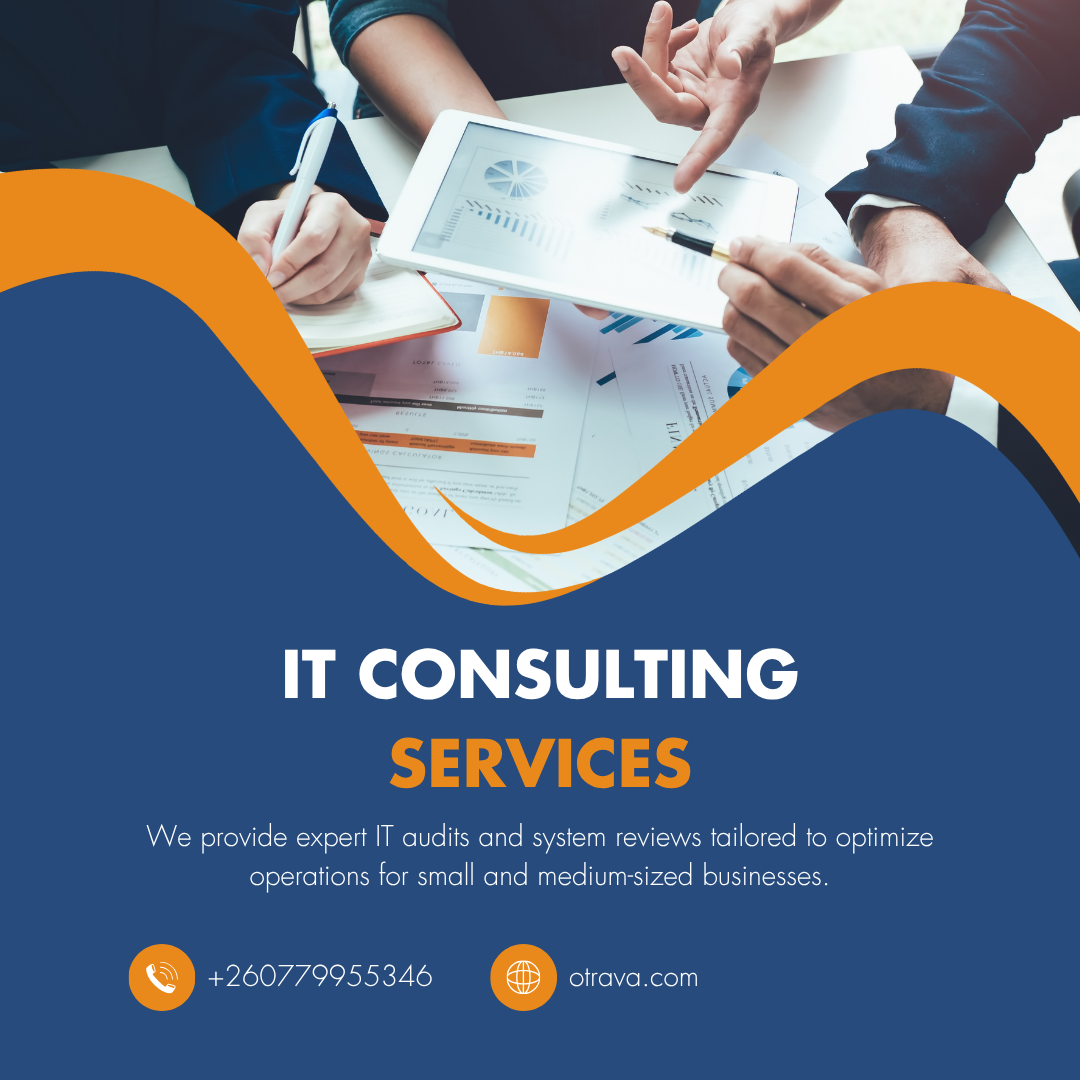 IT CONSULTING
SERVICES
We provide expert IT audits and system reviews tailored to optimize
operations for small and medium-sized businesses.
+260779955346
otrava.com